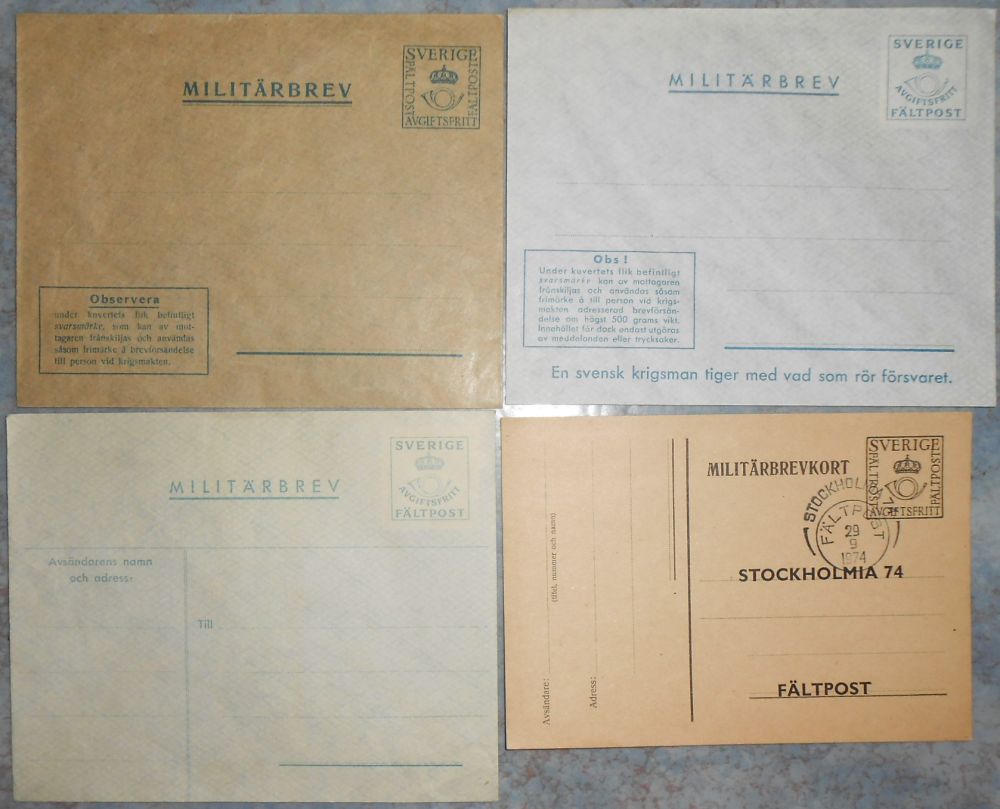 MILITÄRBREV
SVERIGE
FÄLTPOST
FÄLTPOST
AVGIFTSFRITT
Observera
under kuvertets flik befintligt
svarsmärke, som kan av mot-
tagaren frånskiljas och användas
såsom frimärke å brevförsändelse
till person vid krigsmakten.
MILITÄRBREV
SVERIGE
AVGIFTSFRITT
FÄLTPOST
Obs !
Under kuvertets flik befintligt
svarsmärke kan av mottagaren
frånskiljas och användas såsom
frimärke å till person vid krigs-
makten adresserad brevförsän-
delse om högst 500 grams vikt.
Innehållet får dock endast utgöras
av meddelanden eller trycksaker.
En svensk krigsman tiger med vad som rör försvaret.
MILITÄRBREV
SVERIGE
AVGIFTSFRITT
FÄLTPOST
Avsändarens namn
och adress:
Till
MILITÄRBREVKORT
SVERIGE
FÄLTPOST
FÄLTPOST
AVGIFTSFRITT
STOCKHOLMIA 74
FÄLTPOST
29
9
1974
STOCKHOLMIA 74
FÄLTPOST
Avsändare:
(titel, nummer och namn)
Adress: